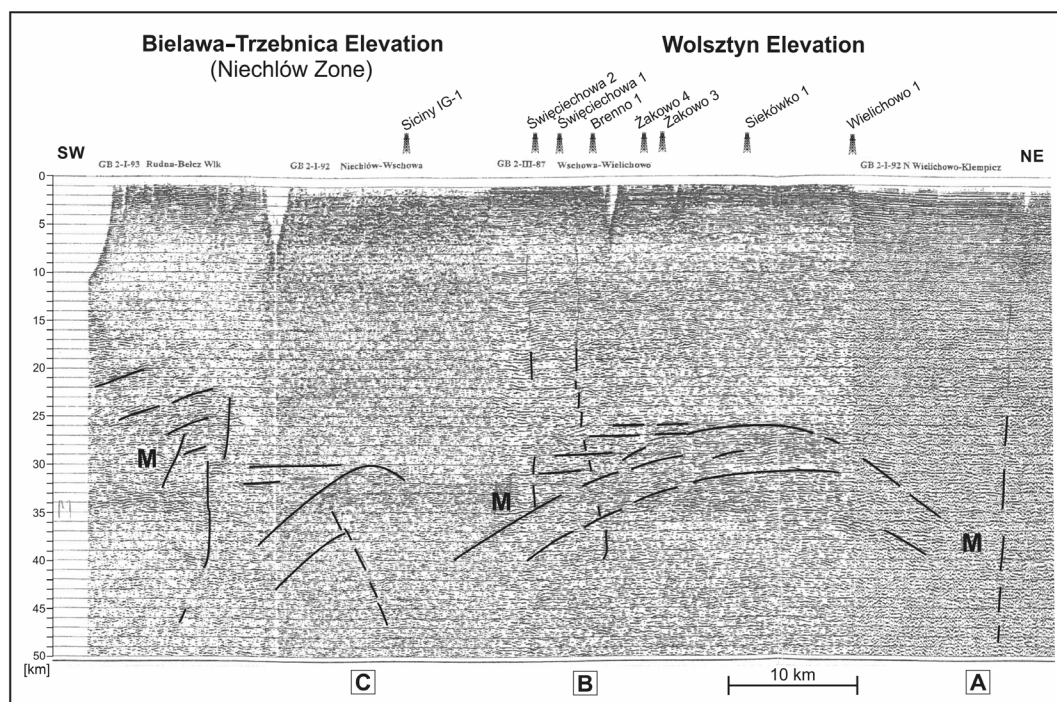 Bielawa–Trzebnica Elevation
(Niechlów Zone)
Wolsztyn Elevation
Siciny IG-1
Święciechowa 2
Święciechowa 1
Brenno 1
Żakowo 4
Żakowo 3
Siekówko 1
Wielichowo 1
SW
NE
GB 2-I-93 Rudna-Bełcz Wlk
GB 2-I-92 Niechlów-Wschowa
GB 2-III-87 Wschowa-Wielichowo
GB 2-I-92 N Wielichowo-Klempicz
0
5
10
15
20
25
30
35
40
45
50
[km]
M
M
M
M
C
B
10 km
A